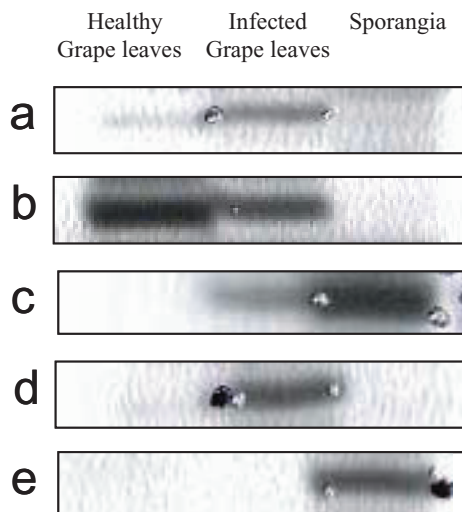 Healthy Grape leaves
Infected Grape leaves
Sporangia
a
b
c
d
e